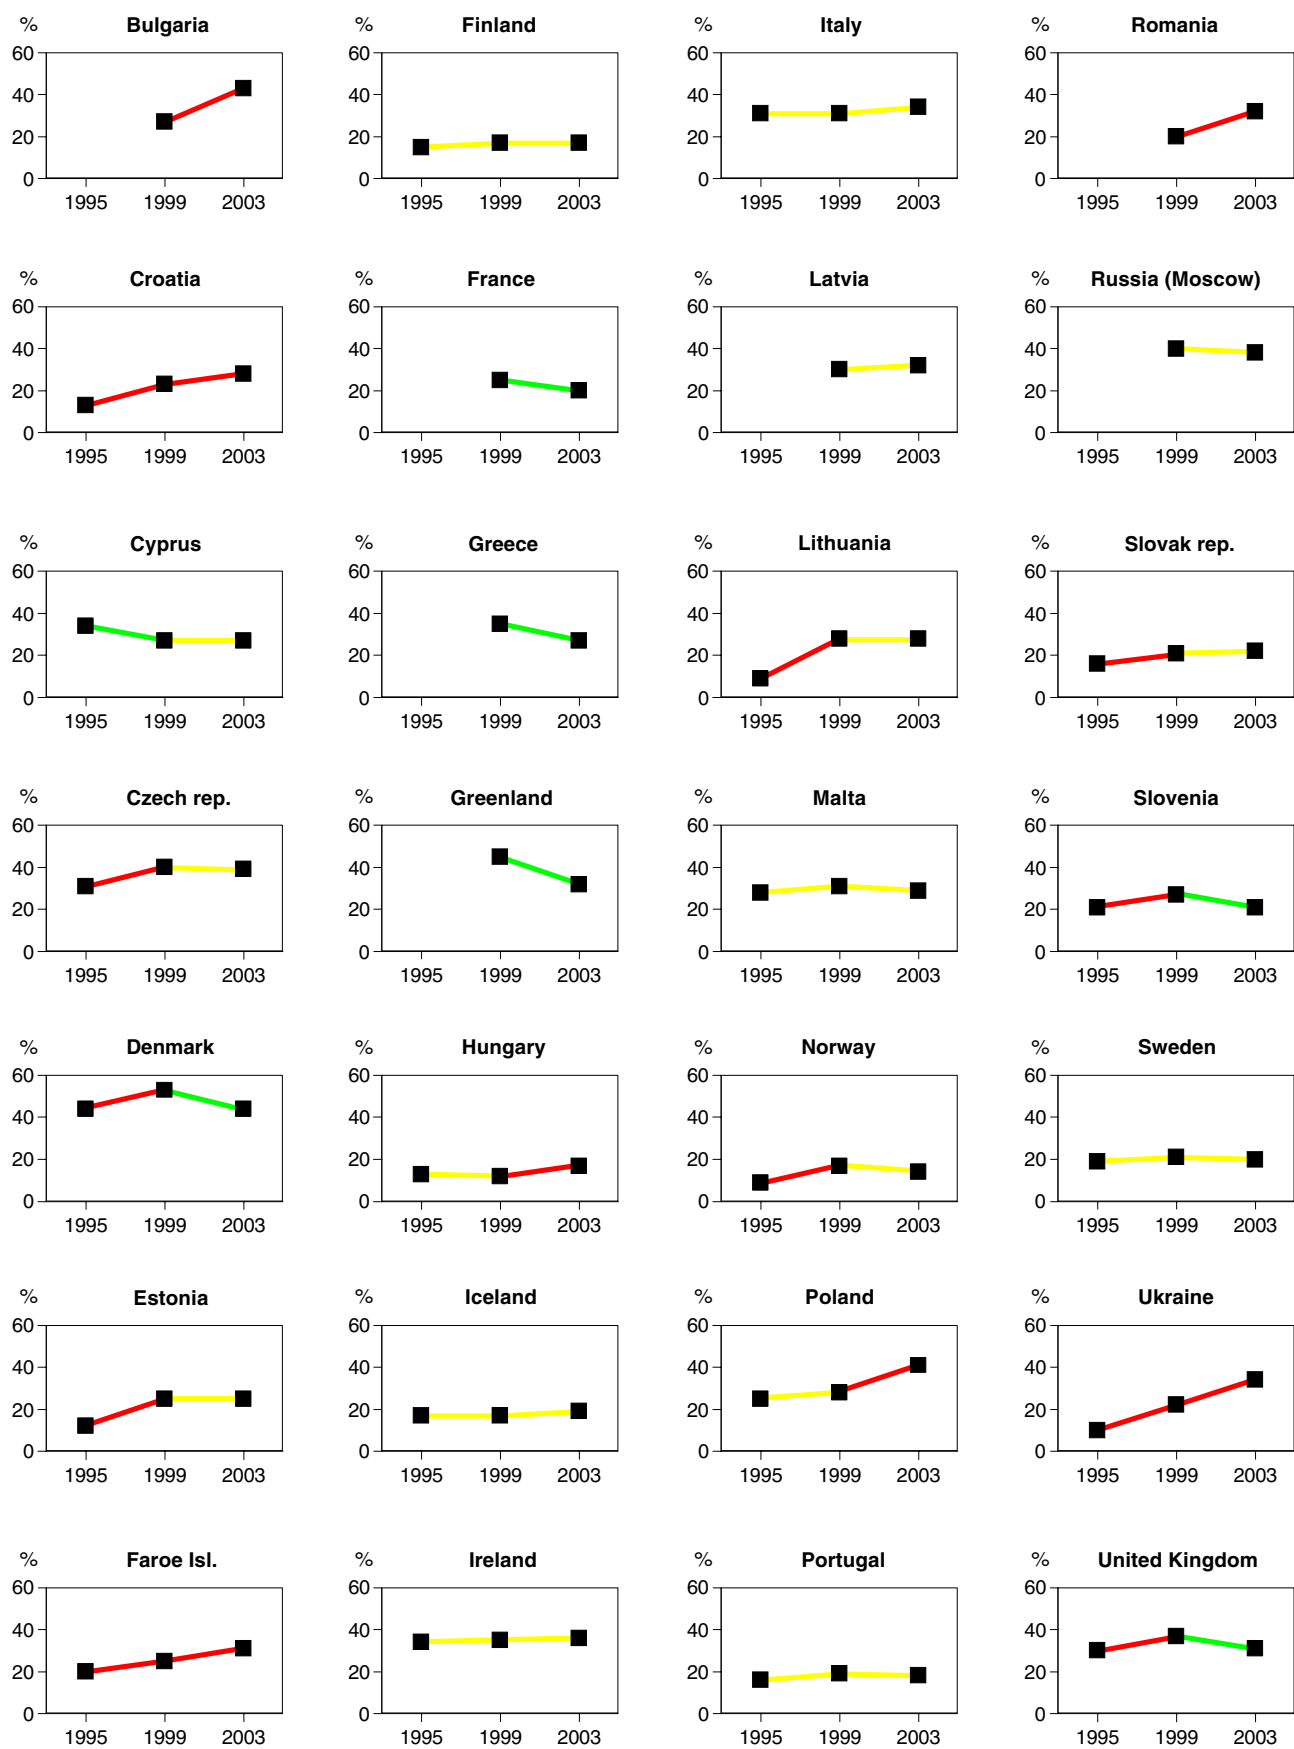 % Bulgaria % Finland % Italy % Romania
60 60 60 60
40 40 40 40
20 20 20 20
0 0 0 0
1995 1999 2003 1995 1999 2003 1995 1999 2003 1995 1999 2003
% Croatia % France % Latvia % Russia (Moscow)
60 60 60 60
40 40 40 40
20 20 20 20
0 0 0 0
1995 1999 2003 1995 1999 2003 1995 1999 2003 1995 1999 2003
% Cyprus % Greece % Lithuania % Slovak rep.
60 60 60 60
40 40 40 40
20 20 20 20
0 0 0 0
1995 1999 2003 1995 1999 2003 1995 1999 2003 1995 1999 2003
% Czech rep. % Greenland % Malta % Slovenia
60 60 60 60
40 40 40 40
20 20 20 20
0 0 0 0
1995 1999 2003 1995 1999 2003 1995 1999 2003 1995 1999 2003
% Denmark % Hungary % Norway % Sweden
60 60 60 60
40 40 40 40
20 20 20 20
0 0 0 0
1995 1999 2003 1995 1999 2003 1995 1999 2003 1995 1999 2003
% Estonia % Iceland % Poland % Ukraine
60 60 60 60
40 40 40 40
20 20 20 20
0 0 0 0
1995 1999 2003 1995 1999 2003 1995 1999 2003 1995 1999 2003
% Faroe Isl. % Ireland % Portugal % United Kingdom
60 60 60 60
40 40 40 40
20 20 20 20
0 0 0 0
1995 1999 2003 1995 1999 2003 1995 1999 2003 1995 1999 2003